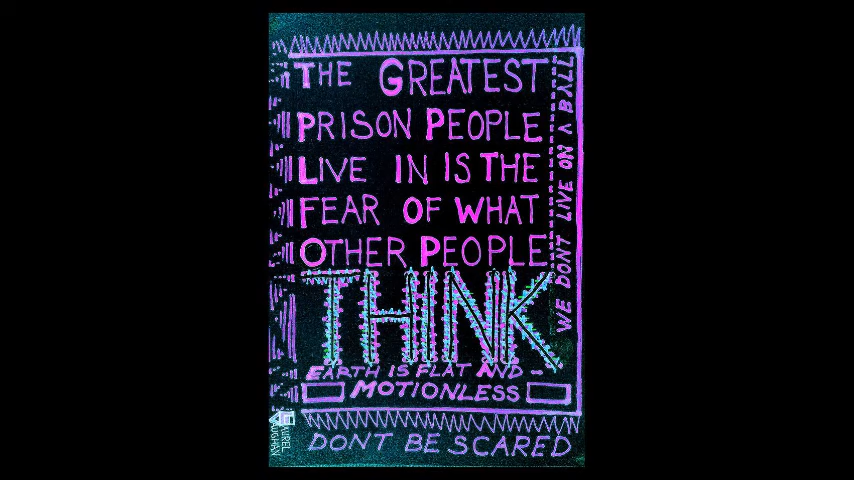 THE GREATEST
PRISON PEOPLE
LIVE IN IS THE
FEAR OF WHAT
OTHER PEOPLE
THINK
EARTH IS FLAT AND -
MOTIONLESS
DONT BE SCARED
WE DONT LIVE ON A BALL